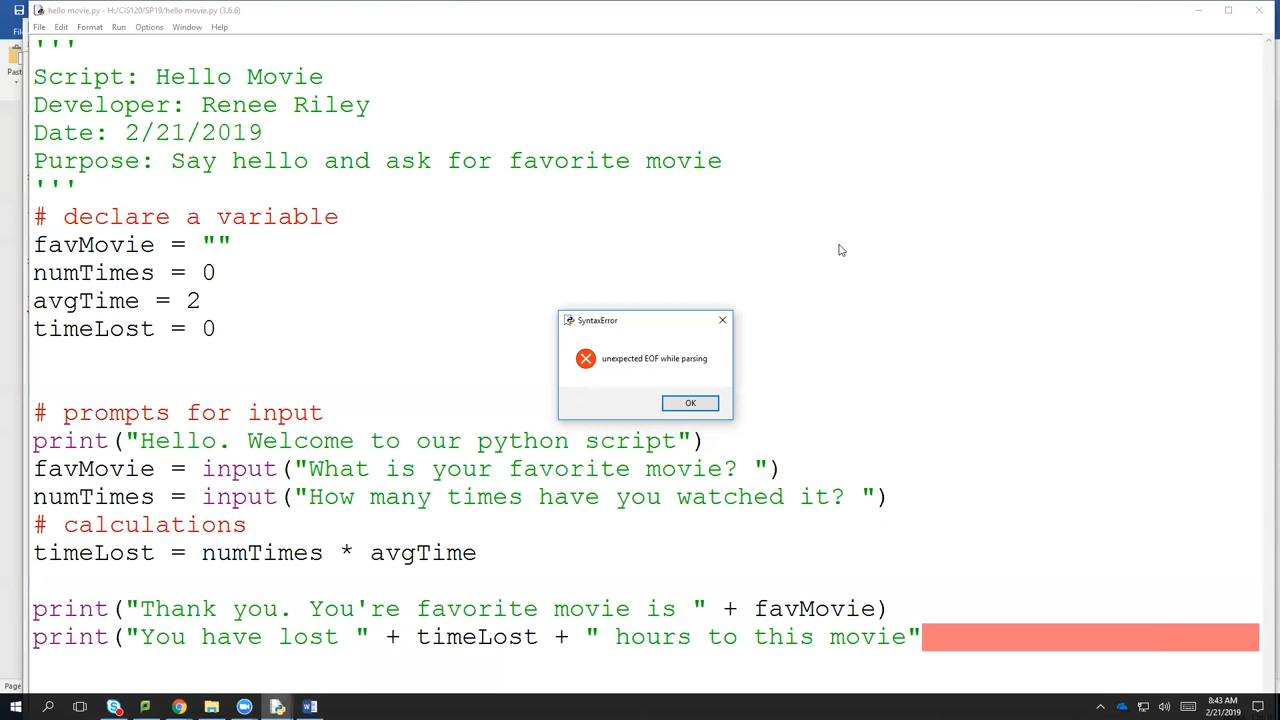 hello movie.py - H:/CIS120/SP19/hello movie.py (3.6.6)
File Edit Format Run Options Window Help
Fil
Past
'''
Script: Hello Movie
Developer: Renee Riley
Date: 2/21/2019
Purpose: Say hello and ask for favorite movie
'''
# declare a variable
favMovie = ""
numTimes = 0
avgTime = 2
timeLost = 0
SyntaxError
unexpected EOF while parsing
OK
# prompts for input
print("Hello. Welcome to our python script")
favMovie = input("What is your favorite movie? ")
numTimes = input("How many times have you watched it? ")
# calculations
timeLost = numTimes * avgTime
print("Thank you. You're favorite movie is " + favMovie)
print("You have lost " + timeLost + " hours to this movie"
Page
8:43 AM
2/21/2019